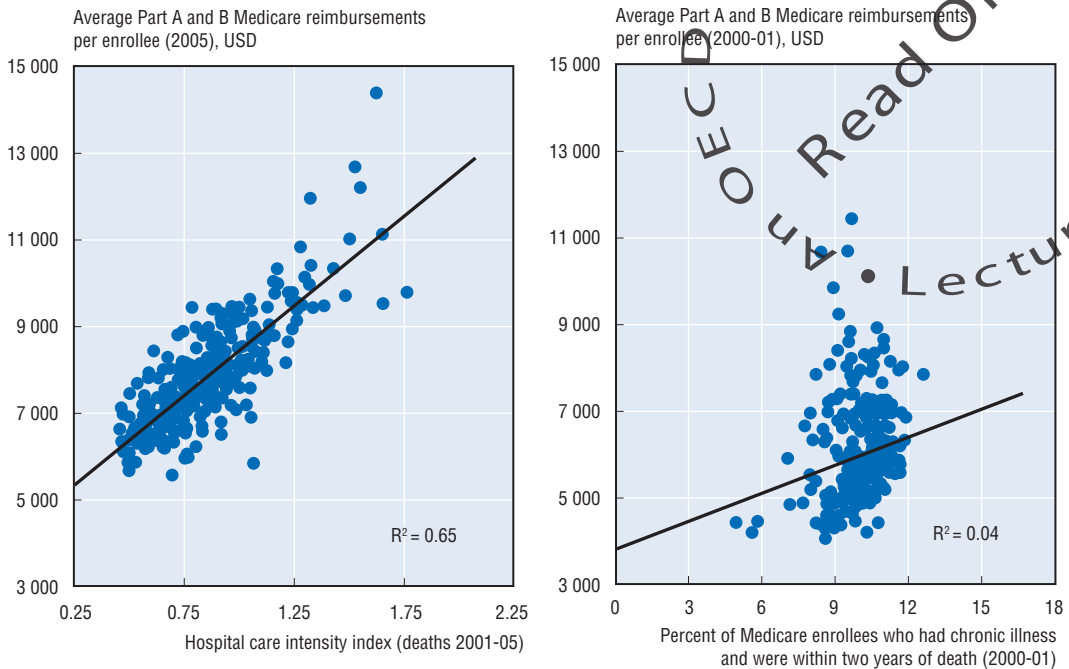 Average Part A and B Medicare reimbursements
per enrollee (2005), USD
15 000
13 000
11 000
9 000
7 000
5 000
3 000
R² = 0.65
0.25 0.75 1.25 1.75 2.25
Hospital care intensity index (deaths 2001-05)
Average Part A and B Medicare reimbursements
per enrollee (2000-01), USD
15 000
13 000
11 000
9 000
7 000
5 000
3 000
R² = 0.04
0 3 6 9 12 15 18
Percent of Medicare enrollees who had chronic illness
and were within two years of death (2000-01)
OECD
Read